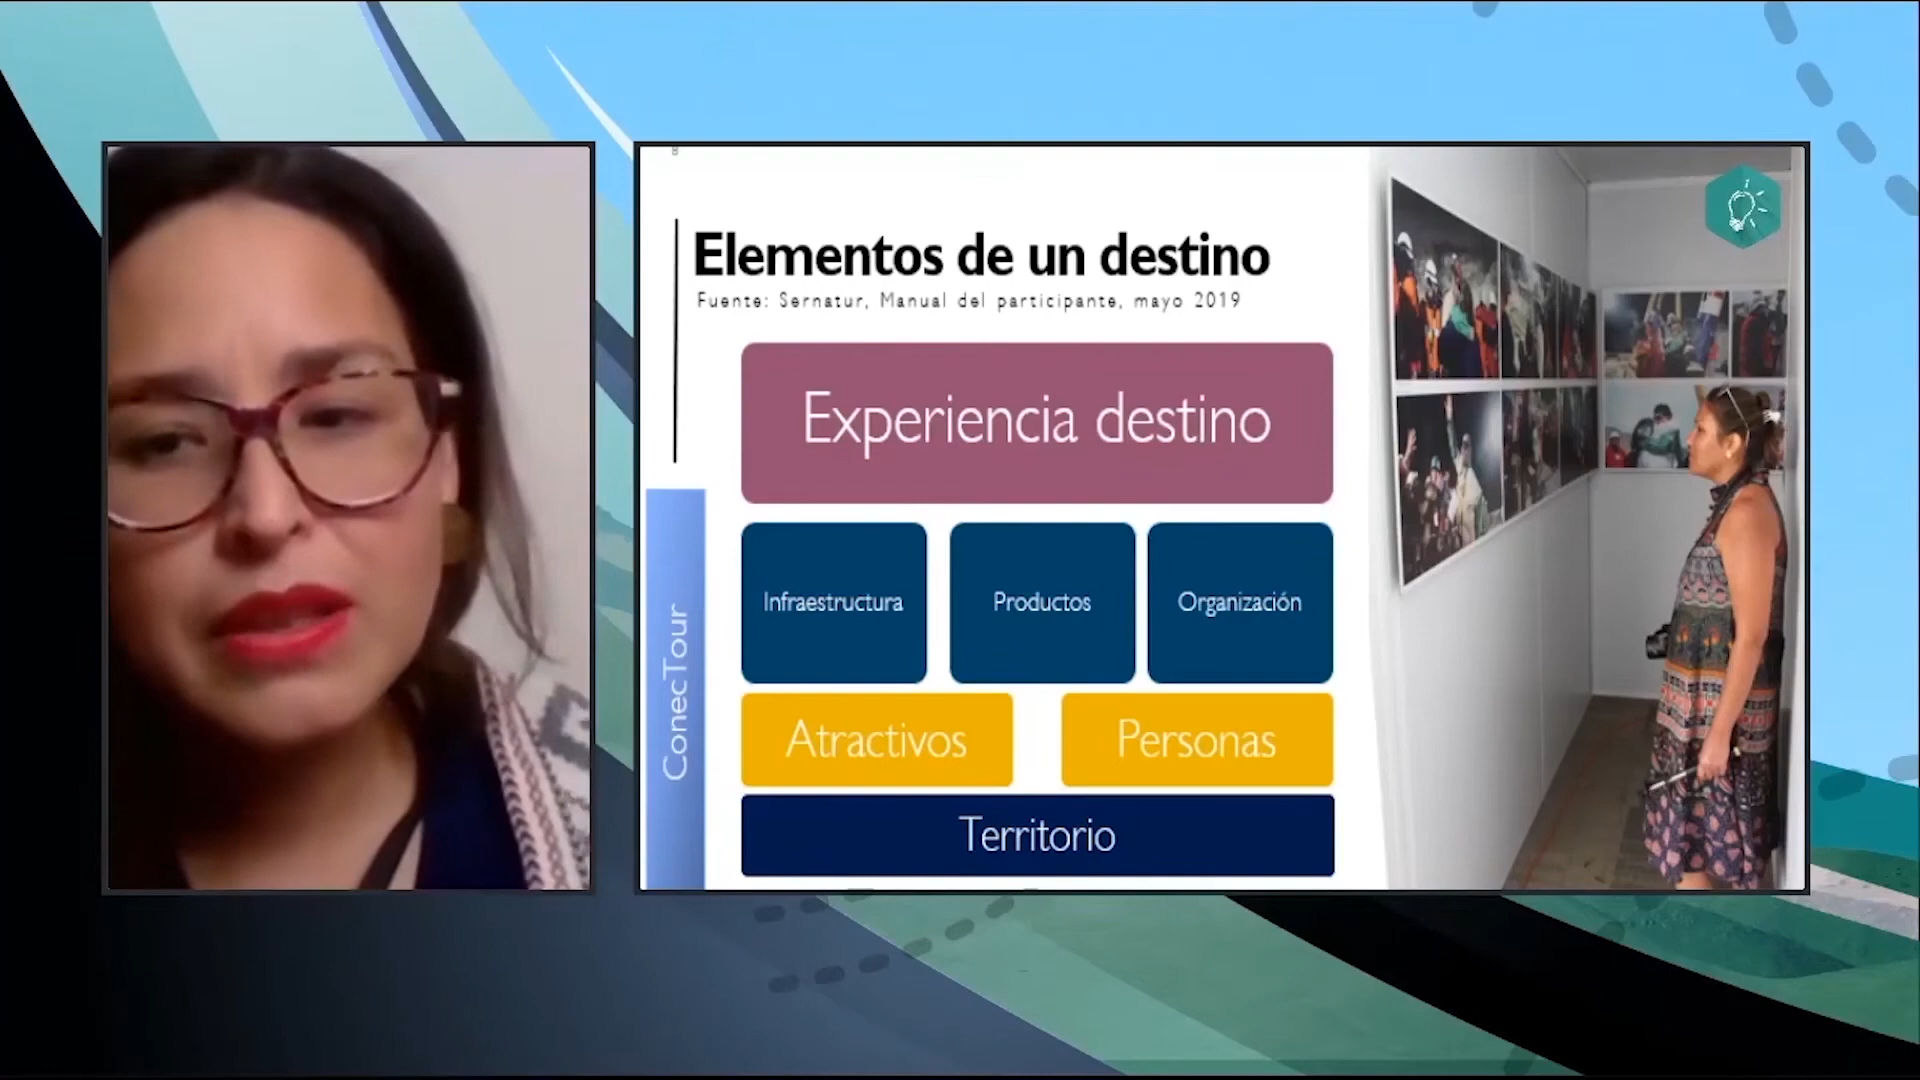 8
Elementos de un destino
Fuente: Sernatur, Manual del participante, mayo 2019
Experiencia destino
Infraestructura
Productos
Organización
Atractivos
Personas
Territorio
ConecTour